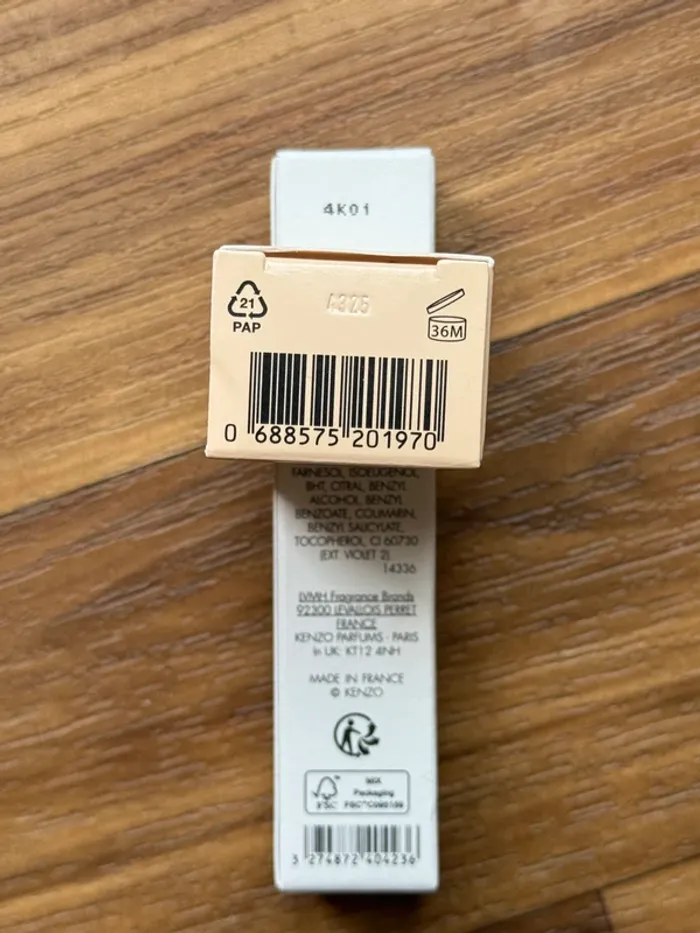 4K01
4325
21
PAP
36M
0 688575 201970
FARNESOL, ISOEUGENOL,
BHT, CITRAL, BENZYL
ALCOHOL, BENZYL
BENZOATE, COUMARIN,
BENZYL SALICYLATE,
TOCOPHEROL, CI 60730
(EXT. VIOLET 2)
14336
LVMH Fragrance Brands
92300 LEVALLOIS PERRET
FRANCE
KENZO PARFUMS - PARIS
In UK: KT12 4NH
MADE IN FRANCE
© KENZO
MIX
Packaging
FSC
3 274872 404236